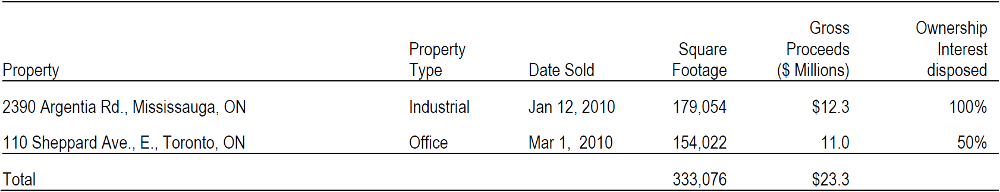 Gross Ownership
Property Square Proceeds Interest
Property Type Date Sold Footage ($ Millions) disposed
2390 Argentia Rd., Mississauga, ON Industrial Jan 12, 2010 179,054 $12.3 100%
110 Sheppard Ave., E., Toronto, ON Office Mar 1, 2010 154,022 11.0 50%
Total 333,076 $23.3